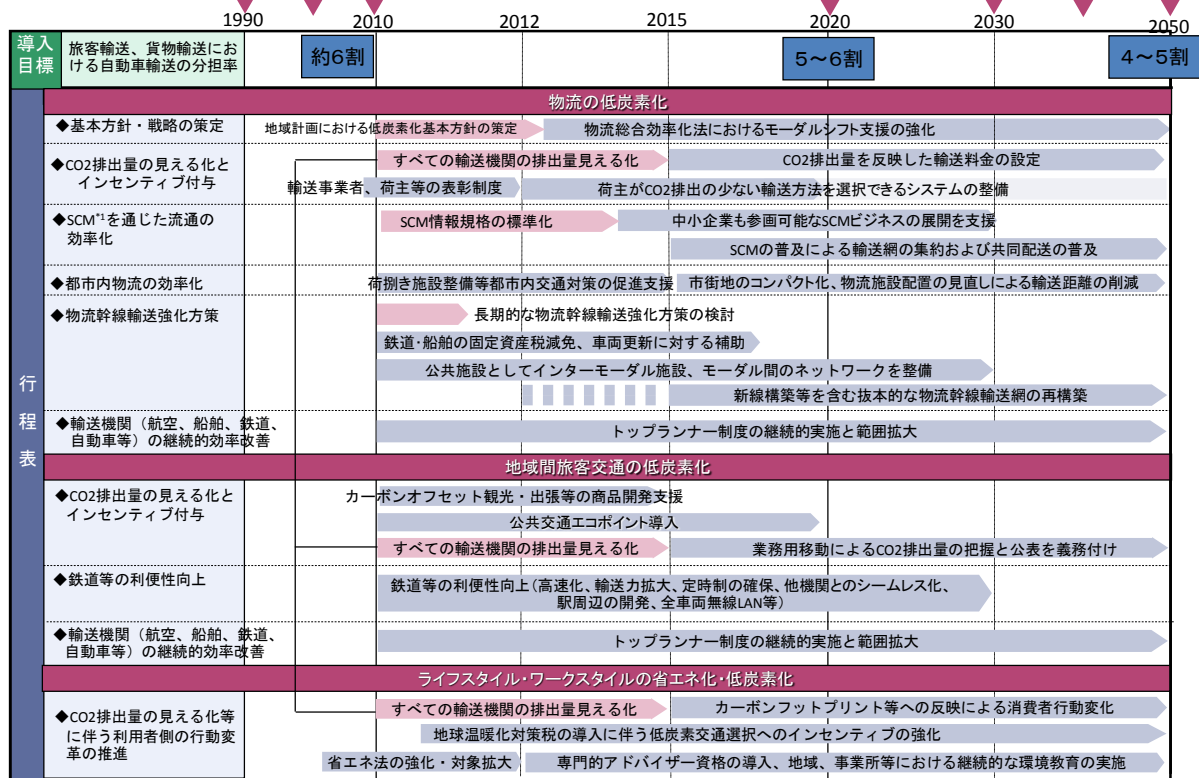 1990 2010 2012 2015 2020 2030 2050
導入
目標
旅客輸送、貨物輸送にお
ける自動車輸送の分担率
約6割
5～6割
4～5割
行程表
物流の低炭素化
◆基本方針・戦略の策定
地域計画における低炭素化基本方針の策定
物流総合効率化法におけるモーダルシフト支援の強化
◆CO2排出量の見える化と
インセンティブ付与
すべての輸送機関の排出量見える化
CO2排出量を反映した輸送料金の設定
輸送事業者、荷主等の表彰制度
荷主がCO2排出の少ない輸送方法を選択できるシステムの整備
◆SCM*1を通じた流通の
効率化
SCM情報規格の標準化
中小企業も参画可能なSCMビジネスの展開を支援
SCMの普及による輸送網の集約および共同配送の普及
◆都市内物流の効率化
荷捌き施設整備等都市内交通対策の促進支援
市街地のコンパクト化、物流施設配置の見直しによる輸送距離の削減
◆物流幹線輸送強化方策
長期的な物流幹線輸送強化方策の検討
鉄道・船舶の固定資産税減免、車両更新に対する補助
公共施設としてインターモーダル施設、モーダル間のネットワークを整備
新線構築等を含む抜本的な物流幹線輸送網の再構築
◆輸送機関（航空、船舶、鉄道、
自動車等）の継続的効率改善
トップランナー制度の継続的実施と範囲拡大
地域間旅客交通の低炭素化
◆CO2排出量の見える化と
インセンティブ付与
カーボンオフセット観光・出張等の商品開発支援
公共交通エコポイント導入
すべての輸送機関の排出量見える化
業務用移動によるCO2排出量の把握と公表を義務付け
◆鉄道等の利便性向上
鉄道等の利便性向上（高速化、輸送力拡大、定時制の確保、他機関とのシームレス化、
駅周辺の開発、全車両無線LAN等）
◆輸送機関（航空、船舶、鉄道、
自動車等）の継続的効率改善
トップランナー制度の継続的実施と範囲拡大
ライフスタイル・ワークスタイルの省エネ化・低炭素化
◆CO2排出量の見える化等
に伴う利用者側の行動変
革の推進
すべての輸送機関の排出量見える化
カーボンフットプリント等への反映による消費者行動変化
地球温暖化対策税の導入に伴う低炭素交通選択へのインセンティブの強化
省エネ法の強化・対象拡大
専門的アドバイザー資格の導入、地域、事業所等における継続的な環境教育の実施